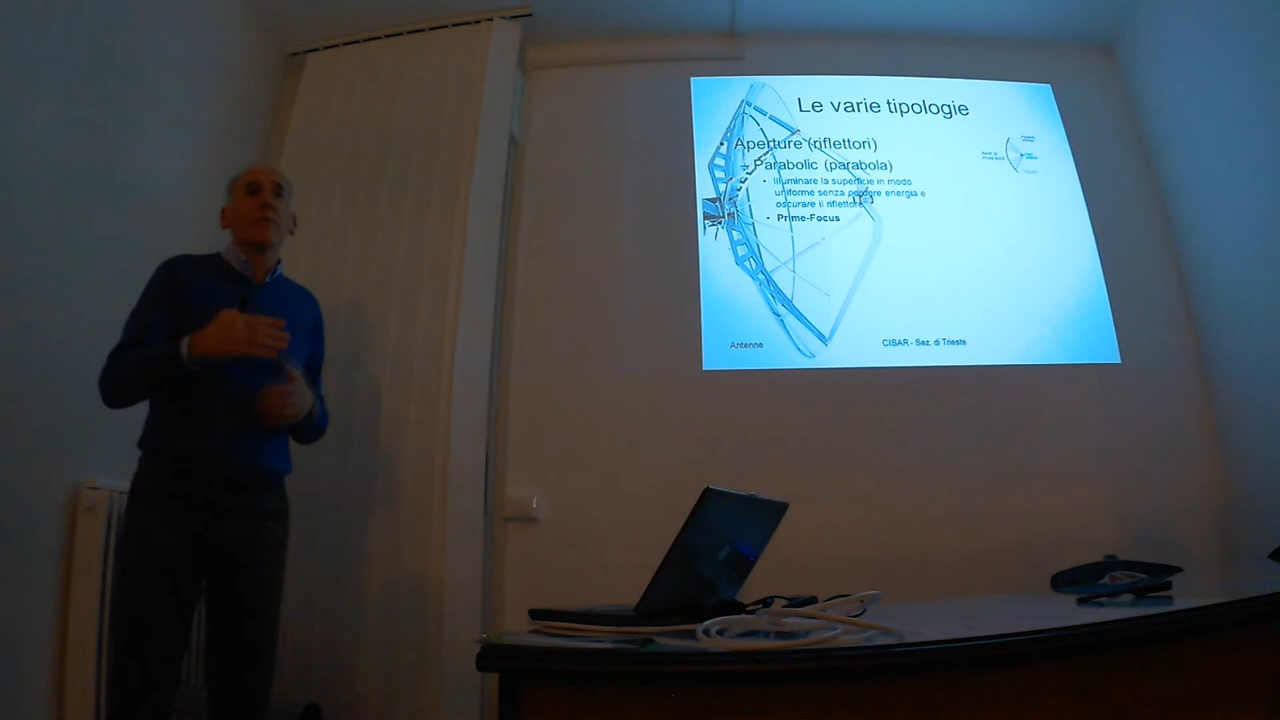 Le varie tipologie
• Aperture (riflettori)
– Parabolic (parabola)
• Illuminare la superficie in modo
uniforme senza perdere energia e
oscurare il riflettore
• Prime-Focus
Antenne
CISAR - Sez. di Trieste